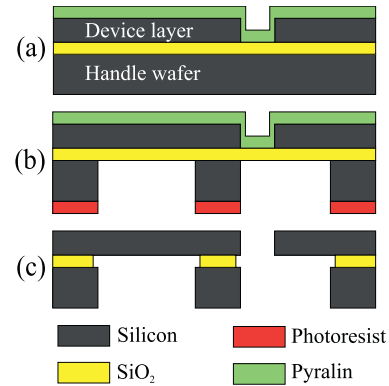 Device layer
(a)
Handle wafer
(b)
(c)
Silicon
Photoresist
SiO₂
Pyralin